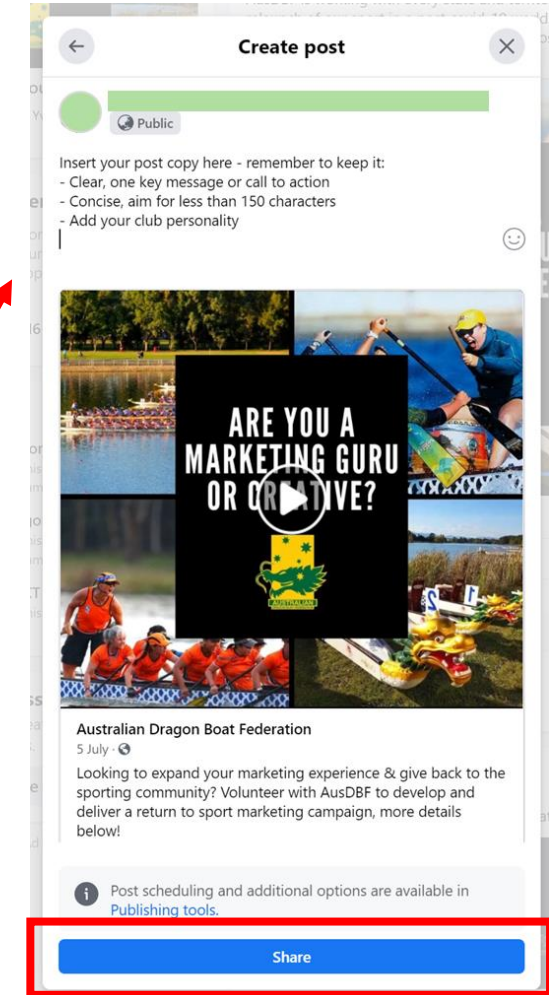 Create post
Public
Insert your post copy here - remember to keep it:
- Clear, one key message or call to action
- Concise, aim for less than 150 characters
- Add your club personality
ARE YOU A
MARKETING GURU
OR CREATIVE?
AUSTRALIAN
Australian Dragon Boat Federation
5 July ·
Looking to expand your marketing experience & give back to the
sporting community? Volunteer with AusDBF to develop and
deliver a return to sport marketing campaign, more details
below!
Post scheduling and additional options are available in
Publishing tools.
Share